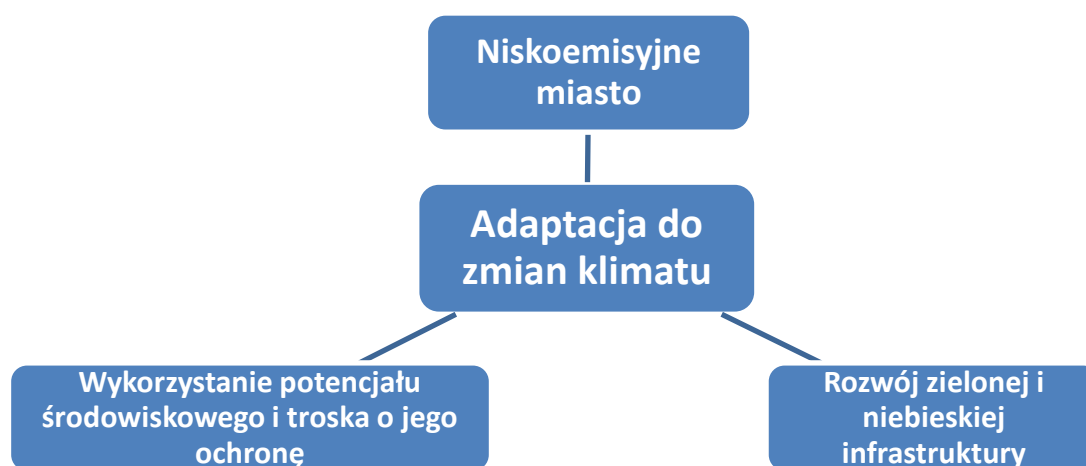 Niskoemisyjne
miasto
Adaptacja do
zmian klimatu
Wykorzystanie potencjału
środowiskowego i troska o jego
ochronę
Rozwój zielonej i
niebieskiej
infrastruktury